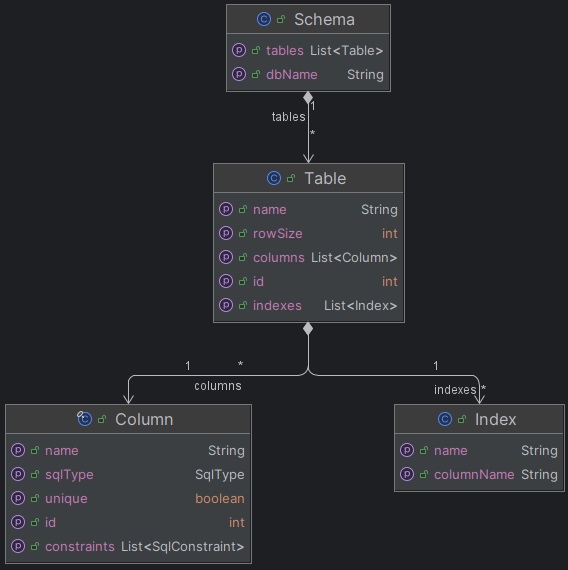 Schema
tables List<Table>
dbName String
1
tables
*
Table
name String
rowSize int
columns List<Column>
id int
indexes List<Index>
1 * 1
columns indexes *
Column
name String
sqlType SqlType
unique boolean
id int
constraints List<SqlConstraint>
Index
name String
columnName String